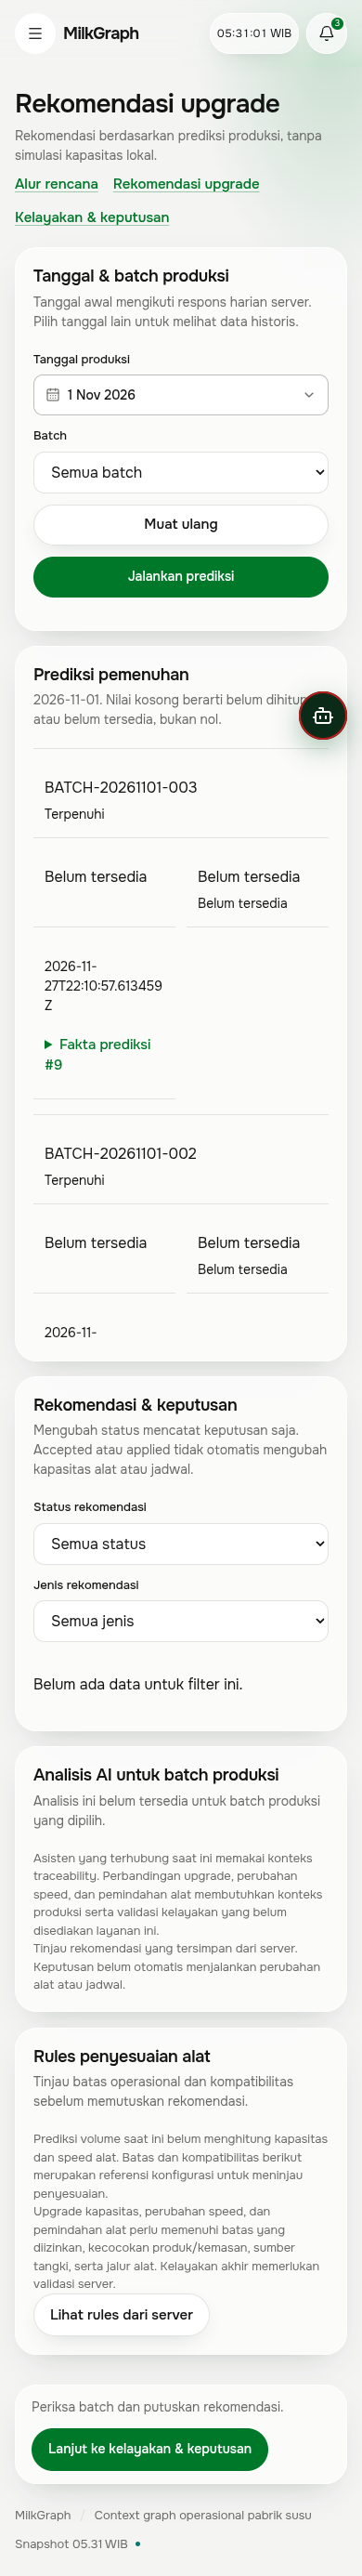 MilkGraph
05:31:01 WIB
3
Rekomendasi upgrade
Rekomendasi berdasarkan prediksi produksi, tanpa
simulasi kapasitas lokal.
Alur rencana Rekomendasi upgrade
Kelayakan & keputusan
Tanggal & batch produksi
Tanggal awal mengikuti respons harian server.
Pilih tanggal lain untuk melihat data historis.
Tanggal produksi
1 Nov 2026
Batch
Semua batch
Muat ulang
Jalankan prediksi
Prediksi pemenuhan
2026-11-01. Nilai kosong berarti belum dihitung
atau belum tersedia, bukan nol.
BATCH-20261101-003
Terpenuhi
Belum tersedia Belum tersedia
Belum tersedia
2026-11-
27T22:10:57.613459
Z
Fakta prediksi
#9
BATCH-20261101-002
Terpenuhi
Belum tersedia Belum tersedia
Belum tersedia
2026-11-
Rekomendasi & keputusan
Mengubah status mencatat keputusan saja.
Accepted atau applied tidak otomatis mengubah
kapasitas alat atau jadwal.
Status rekomendasi
Semua status
Jenis rekomendasi
Semua jenis
Belum ada data untuk filter ini.
Analisis AI untuk batch produksi
Analisis ini belum tersedia untuk batch produksi
yang dipilih.
Asisten yang terhubung saat ini memakai konteks
traceability. Perbandingan upgrade, perubahan
speed, dan pemindahan alat membutuhkan konteks
produksi serta validasi kelayakan yang belum
disediakan layanan ini.
Tinjau rekomendasi yang tersimpan dari server.
Keputusan belum otomatis menjalankan perubahan
alat atau jadwal.
Rules penyesuaian alat
Tinjau batas operasional dan kompatibilitas
sebelum memutuskan rekomendasi.
Prediksi volume saat ini belum menghitung kapasitas
dan speed alat. Batas dan kompatibilitas berikut
merupakan referensi konfigurasi untuk meninjau
penyesuaian.
Upgrade kapasitas, perubahan speed, dan
pemindahan alat perlu memenuhi batas yang
diizinkan, kecocokan produk/kemasan, sumber
tangki, serta jalur alat. Kelayakan akhir memerlukan
validasi server.
Lihat rules dari server
Periksa batch dan putuskan rekomendasi.
Lanjut ke kelayakan & keputusan
MilkGraph / Context graph operasional pabrik susu
Snapshot 05.31 WIB